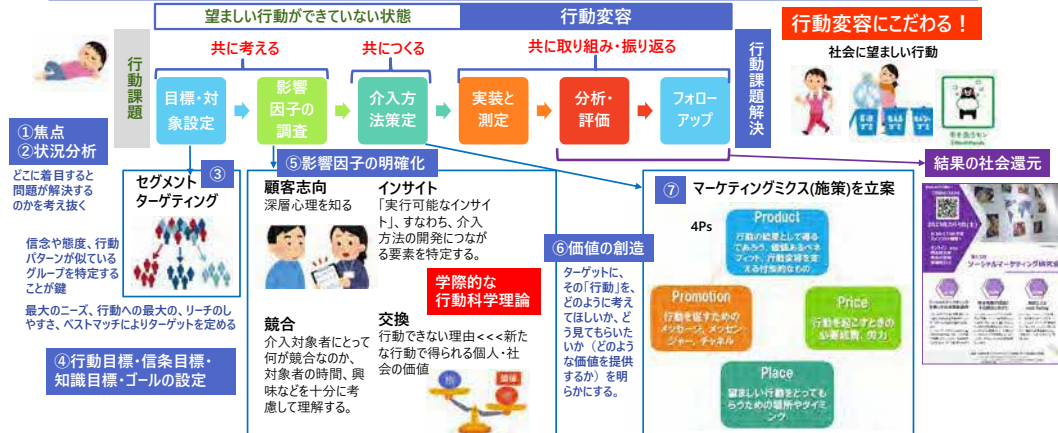 望ましい行動ができていない状態
行動変容
行動変容にこだわる！
共に考える
共につくる
共に取り組み・振り返る
社会に望ましい行動
行動課題
目標・対
象設定
影響
因子の
調査
介入方
法策定
実装と
測定
分析・
評価
フォロー
アップ
行動課題解決
①焦点
②状況分析
どこに着目すると
問題が解決する
のかを考え抜く
③
セグメント
ターゲティング
信念や態度、行動
パターンが似ている
グループを特定する
ことが鍵
最大のニーズ、行動への最大の、リーチのし
やすさ、ベストマッチによりターゲットを定める
④行動目標・信条目標・
知識目標・ゴールの設定
⑤影響因子の明確化
顧客志向
深層心理を知る
インサイト
「実行可能なインサイ
ト」、すなわち、介入
方法の開発につなが
る要素を特定する。
学際的な
行動科学理論
競合
介入対象者にとって
何が競合なのか、
対象者の時間、興
味などを十分に考
慮して理解する。
交換
行動できない理由<<<新た
な行動で得られる個人・社
会の価値
価値
⑥価値の創造
ターゲットに、
その「行動」を、
どのように考え
てほしいか、ど
う見てもらいた
いか（どのよう
な価値を提供
するか）を明
らかにする。
⑦
マーケティングミクス(施策)を立案
4Ps
Product
行動の結果として得る
であろう、価値あるベネ
フィット、行動変容を支
える付随的なもの
Promotion
行動を促すための
メッセージ、メッセン
ジャー、チャネル
Price
行動を起こすときの
必要経費、労力
Place
望ましい行動をとっても
らうための場所やタイミ
ング
結果の社会還元
ソーシャルマーケティング研究会